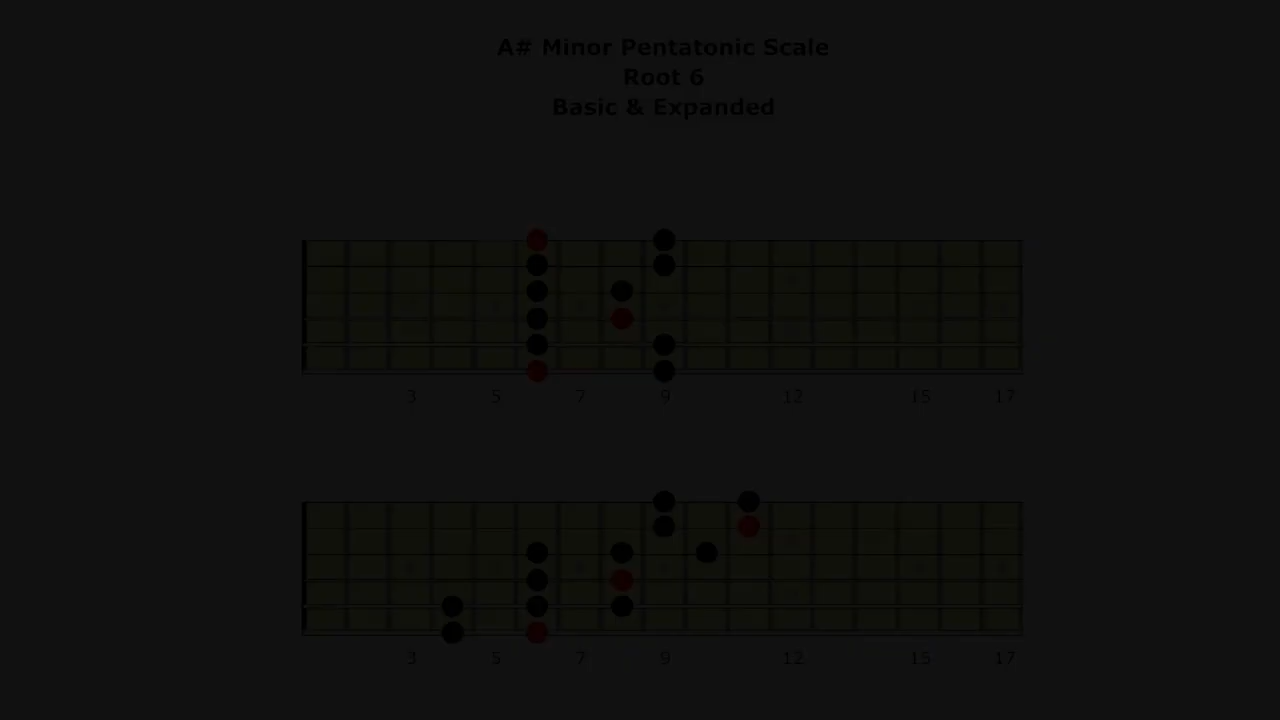 A# Minor Pentatonic Scale
Root 6
Basic & Expanded
3 5 7 9 12 15 17
3 5 7 9 12 15 17